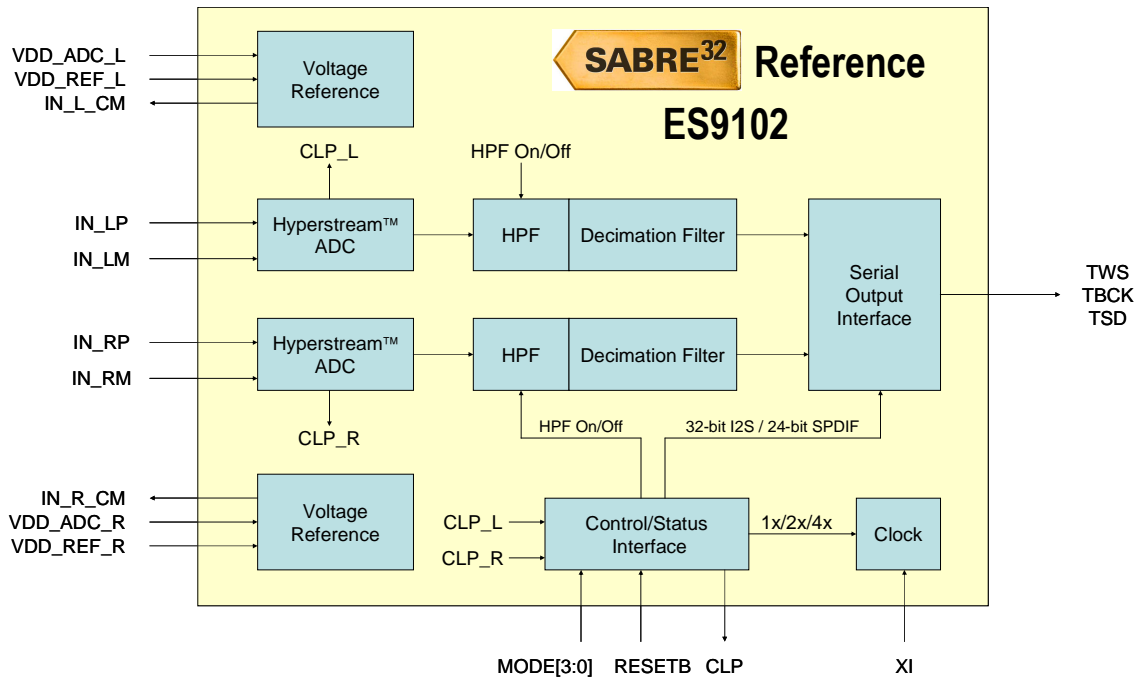 SABRE32 Reference
ES9102
VDD_ADC_L
VDD_REF_L
IN_L_CM
Voltage
Reference
CLP_L
HPF On/Off
IN_LP
IN_LM
Hyperstream™
ADC
HPF
Decimation Filter
Serial
Output
Interface
TWS
TBCK
TSD
IN_RP
IN_RM
Hyperstream™
ADC
HPF
Decimation Filter
CLP_R
HPF On/Off
32-bit I2S / 24-bit SPDIF
IN_R_CM
VDD_ADC_R
VDD_REF_R
Voltage
Reference
CLP_L
CLP_R
Control/Status
Interface
1x/2x/4x
Clock
MODE[3:0]
RESETB
CLP
XI